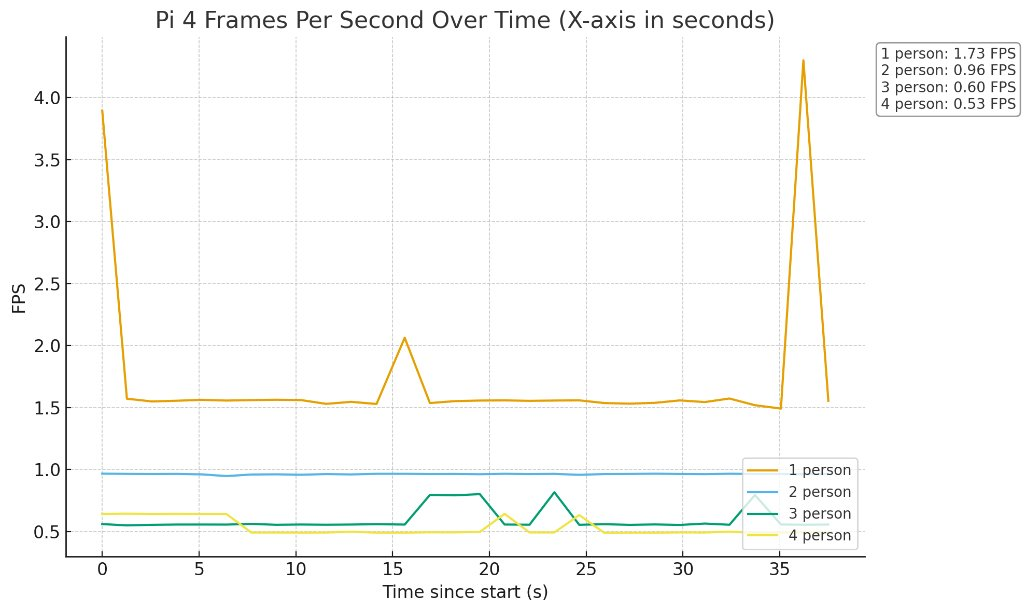 Pi 4 Frames Per Second Over Time (X-axis in seconds)
1 person: 1.73 FPS
2 person: 0.96 FPS
3 person: 0.60 FPS
4 person: 0.53 FPS
FPS
4.0
3.5
3.0
2.5
2.0
1.5
1.0
0.5
1 person
2 person
3 person
4 person
0 5 10 15 20 25 30 35
Time since start (s)